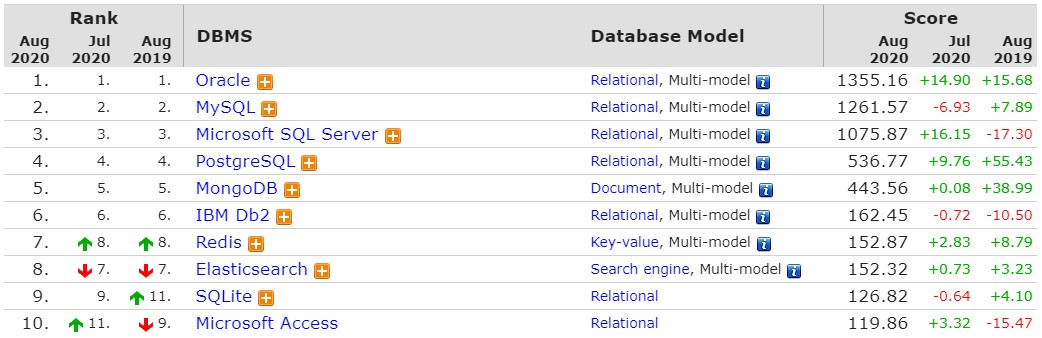 Rank DBMS Database Model Score
Aug 2020 Jul 2020 Aug 2019 Aug 2020 Jul 2020 Aug 2019
1. 1. 1. Oracle Relational, Multi-model 1355.16 +14.90 +15.68
2. 2. 2. MySQL Relational, Multi-model 1261.57 -6.93 +7.89
3. 3. 3. Microsoft SQL Server Relational, Multi-model 1075.87 +16.15 -17.30
4. 4. 4. PostgreSQL Relational, Multi-model 536.77 +9.76 +55.43
5. 5. 5. MongoDB Document, Multi-model 443.56 +0.08 +38.99
6. 6. 6. IBM Db2 Relational, Multi-model 162.45 -0.72 -10.50
7. 8. 8. Redis Key-value, Multi-model 152.87 +2.83 +8.79
8. 7. 7. Elasticsearch Search engine, Multi-model 152.32 +0.73 +3.23
9. 9. 11. SQLite Relational 126.82 -0.64 +4.10
10. 11. 9. Microsoft Access Relational 119.86 +3.32 -15.47